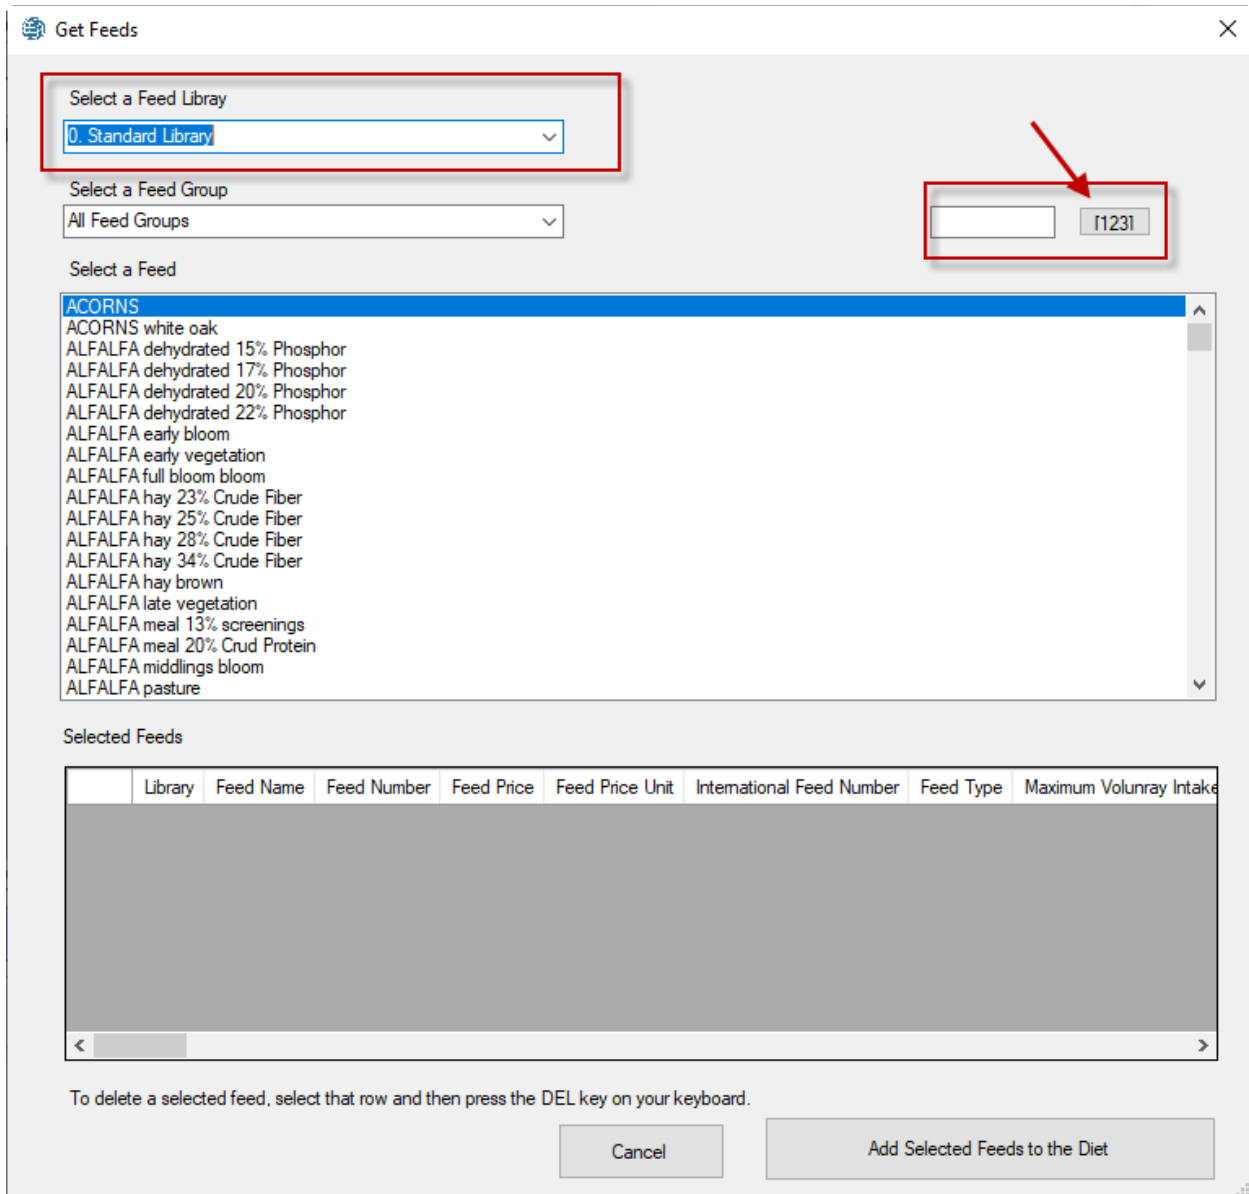 Get Feeds
Select a Feed Libray
0. Standard Library
Select a Feed Group
All Feed Groups
[123]
Select a Feed
ACORNS
ACORNS white oak
ALFALFA dehydrated 15% Phosphor
ALFALFA dehydrated 17% Phosphor
ALFALFA dehydrated 20% Phosphor
ALFALFA dehydrated 22% Phosphor
ALFALFA early bloom
ALFALFA early vegetation
ALFALFA full bloom bloom
ALFALFA hay 23% Crude Fiber
ALFALFA hay 25% Crude Fiber
ALFALFA hay 28% Crude Fiber
ALFALFA hay 34% Crude Fiber
ALFALFA hay brown
ALFALFA late vegetation
ALFALFA meal 13% screenings
ALFALFA meal 20% Crud Protein
ALFALFA middlings bloom
ALFALFA pasture
Selected Feeds
Library Feed Name Feed Number Feed Price Feed Price Unit International Feed Number Feed Type Maximum Volunray Intake
To delete a selected feed, select that row and then press the DEL key on your keyboard.
Cancel
Add Selected Feeds to the Diet